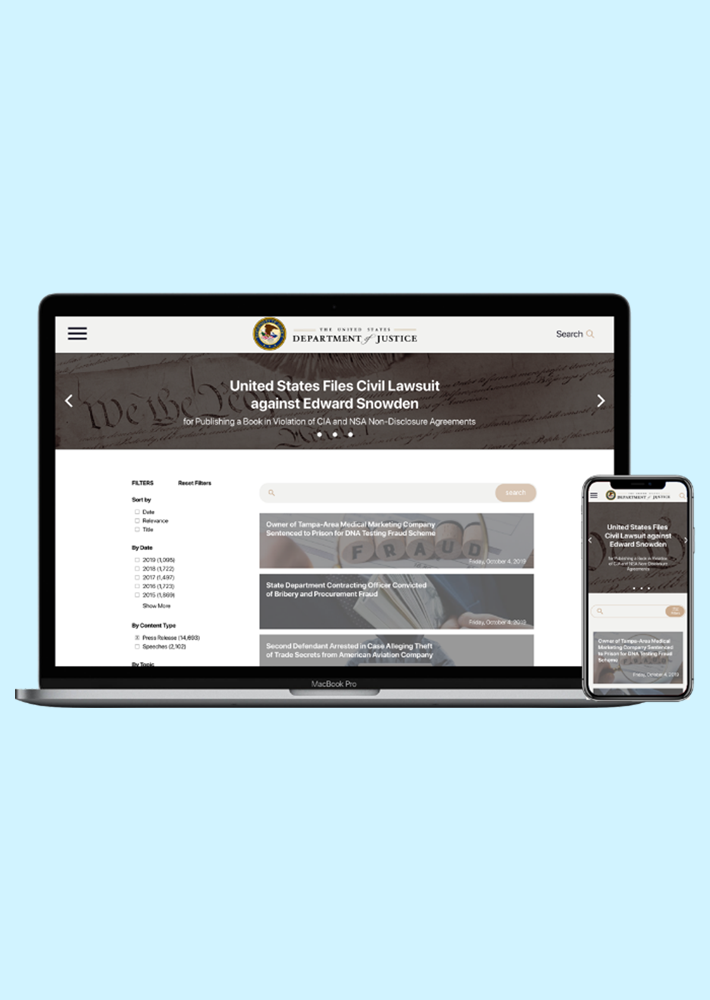 THE UNITED STATES
DEPARTMENT of JUSTICE
Search
We the People
United States Files Civil Lawsuit
against Edward Snowden
for Publishing a Book in Violation of CIA and NSA Non-Disclosure Agreements
FILTERS
Reset Filters
Sort by
Date
Relevance
Title
By Date
2019 (1,095)
2018 (1,722)
2017 (1,487)
2016 (1,723)
2015 (1,669)
Show More
By Content Type
Press Release (14,693)
Speeches (2,102)
By Topic
search
Owner of Tampa-Area Medical Marketing Company
Sentenced to Prison for DNA Testing Fraud Scheme
FRAUD
Friday, October 4, 2019
State Department Contracting Officer Convicted
of Bribery and Procurement Fraud
Friday, October 4, 2019
Second Defendant Arrested in Case Alleging Theft
of Trade Secrets from American Aviation Company
MacBook Pro
DEPARTMENT of JUSTICE
United States Files
Civil Lawsuit against
Edward Snowden
for Publishing a Book in Violation
of CIA and NSA Non-Disclosure
Agreements
Owner of Tampa-Area Medical
Marketing Company Sentenced
to Prison for DNA Testing Fraud
Scheme
Friday, October 4, 2019